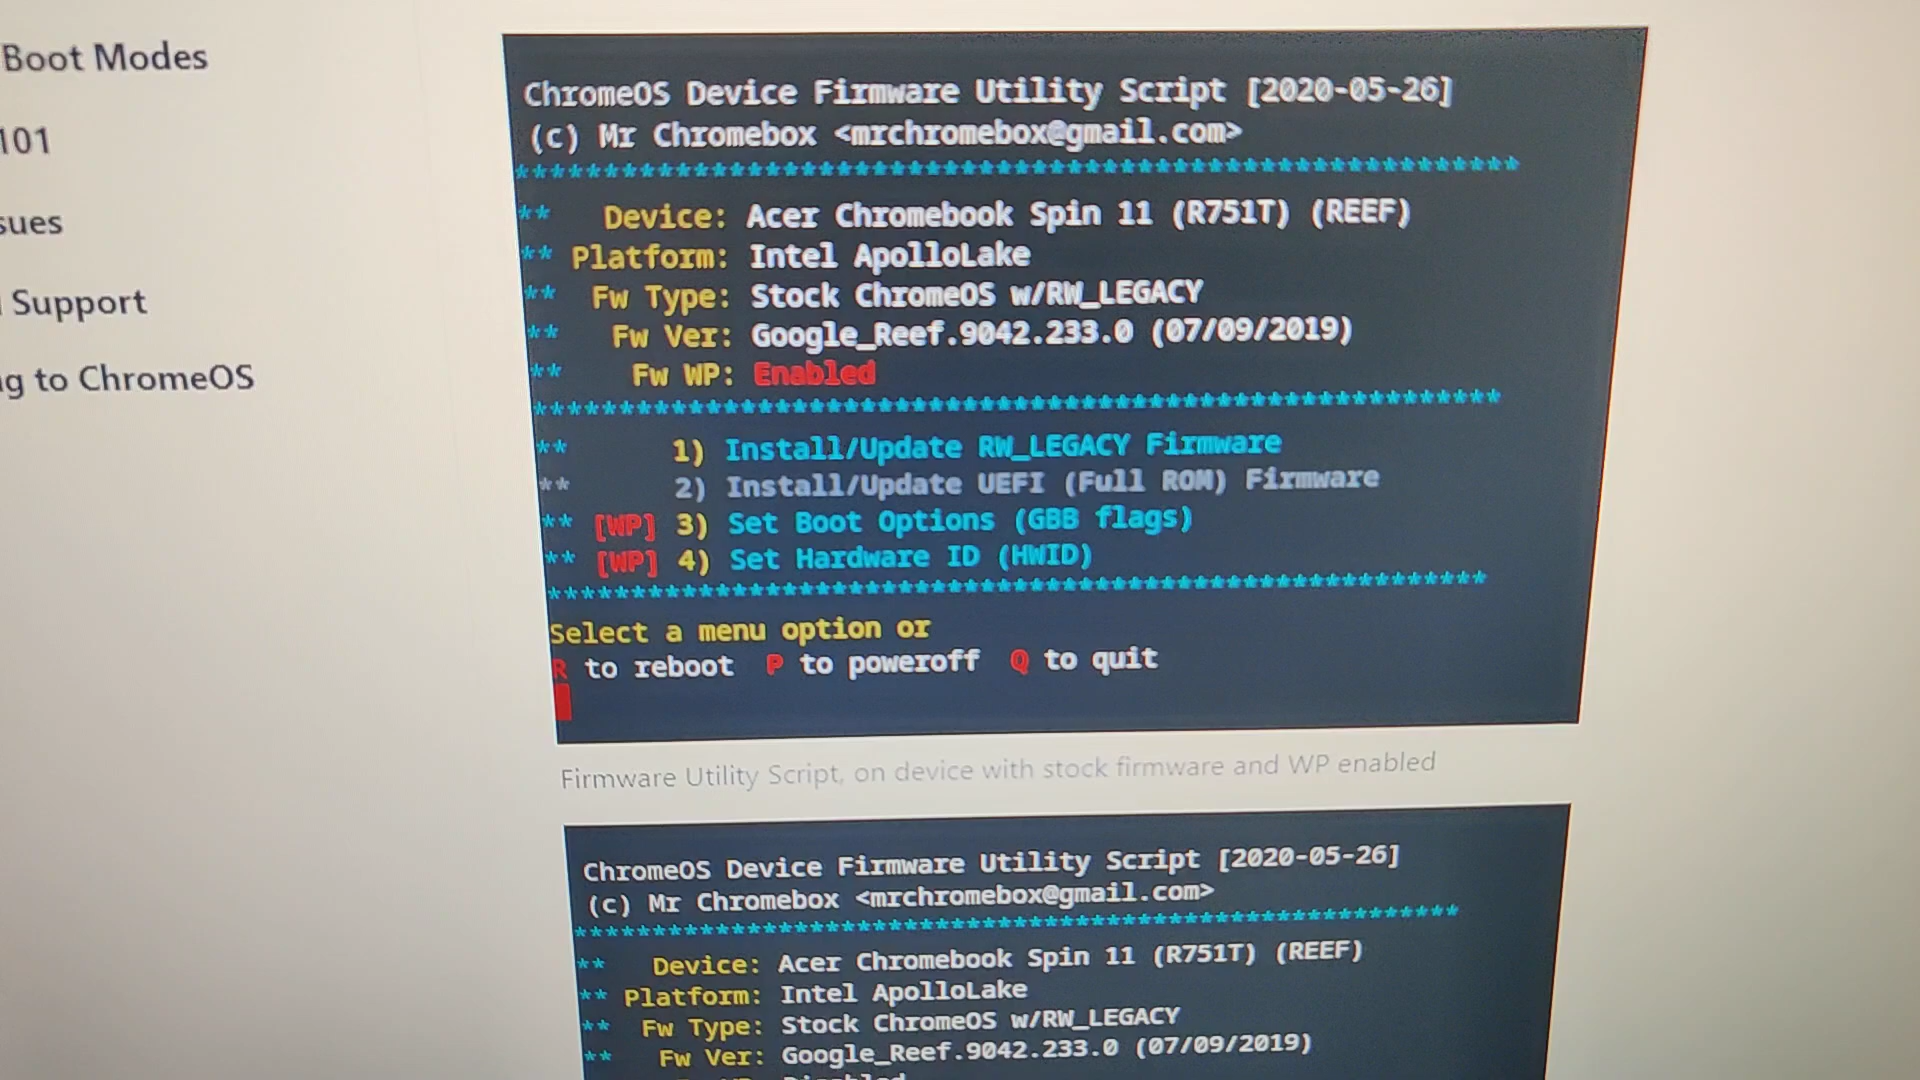 Boot Modes
101
sues
Support
g to ChromeOS
ChromeOS Device Firmware Utility Script [2020-05-26]
(c) Mr Chromebox <mrchromebox@gmail.com>
************************************************************
** Device: Acer Chromebook Spin 11 (R751T) (REEF)
** Platform: Intel ApolloLake
** Fw Type: Stock ChromeOS w/RW_LEGACY
** Fw Ver: Google_Reef.9042.233.0 (07/09/2019)
** Fw WP: Enabled
************************************************************
** 1) Install/Update RW_LEGACY Firmware
** 2) Install/Update UEFI (Full ROM) Firmware
** [WP] 3) Set Boot Options (GBB flags)
** [WP] 4) Set Hardware ID (HWID)
************************************************************
Select a menu option or
R to reboot P to poweroff Q to quit
Firmware Utility Script, on device with stock firmware and WP enabled
ChromeOS Device Firmware Utility Script [2020-05-26]
(c) Mr Chromebox <mrchromebox@gmail.com>
************************************************************
** Device: Acer Chromebook Spin 11 (R751T) (REEF)
** Platform: Intel ApolloLake
** Fw Type: Stock ChromeOS w/RW_LEGACY
** Fw Ver: Google_Reef.9042.233.0 (07/09/2019)